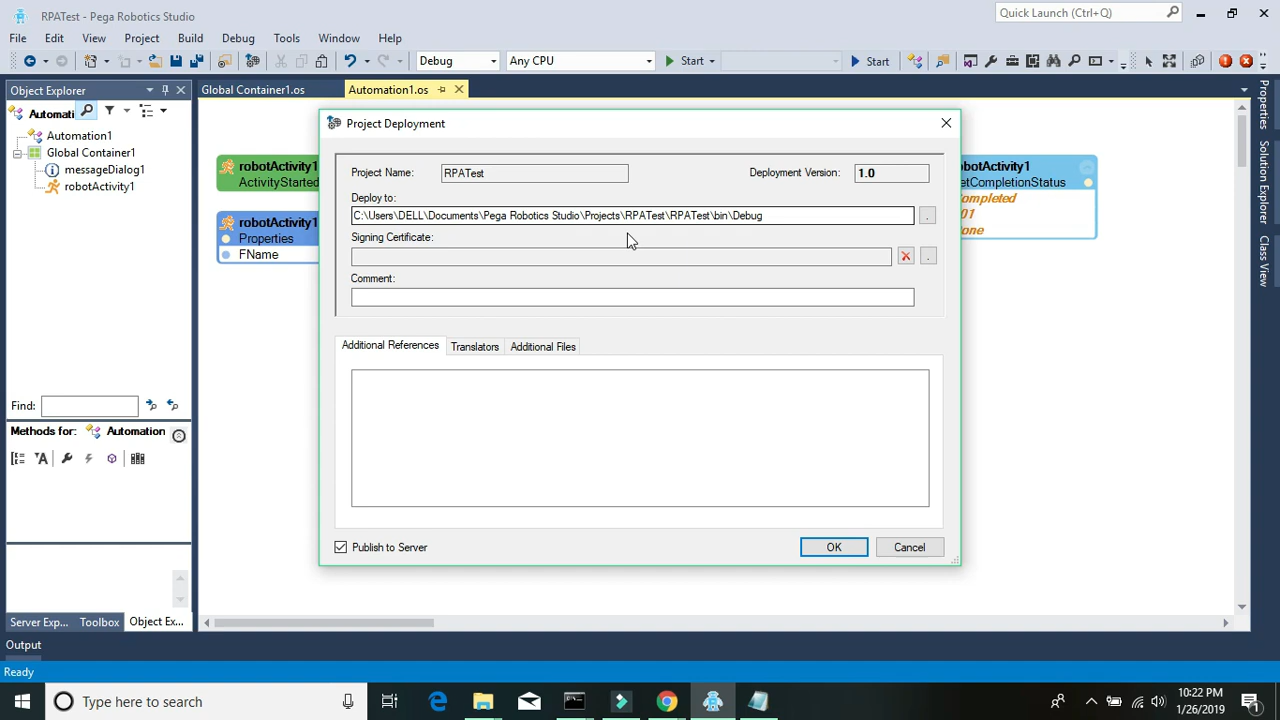 RPATest - Pega Robotics Studio
Quick Launch (Ctrl+Q)
File Edit View Project Build Debug Tools Window Help
Debug Any CPU Start Start
Object Explorer
Global Container1.os Automation1.os
Automati
Automation1
Global Container1
messageDialog1
robotActivity1
Find:
Methods for: Automation
Server Exp... Toolbox Object Ex...
robotActivity1
ActivityStarted
robotActivity1
Properties
FName
Project Deployment
Project Name: RPATest Deployment Version: 1.0
Deploy to:
C:\Users\DELL\Documents\Pega Robotics Studio\Projects\RPATest\RPATest\bin\Debug .
Signing Certificate:
.
Comment:
Additional References Translators Additional Files
Publish to Server OK Cancel
obotActivity1
etCompletionStatus
ompleted
01
one
Properties
Solution Explorer
Class View
Output
Ready
Type here to search
10:22 PM
1/26/2019
1